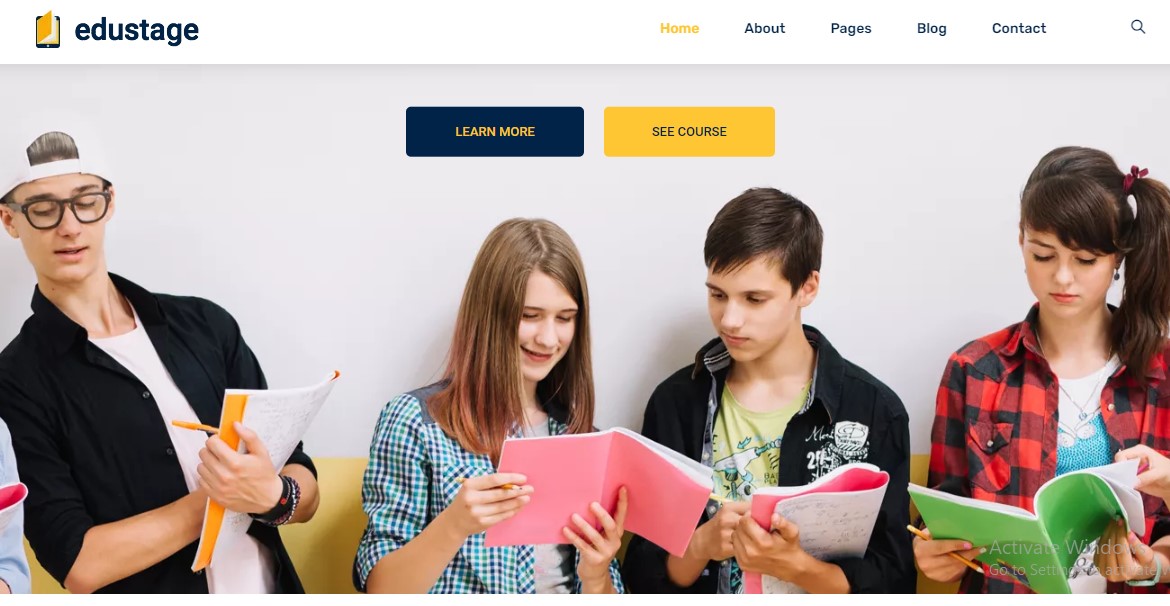 edustage
Home About Pages Blog Contact
LEARN MORE SEE COURSE
Activate Windows
Go to Settings to activate